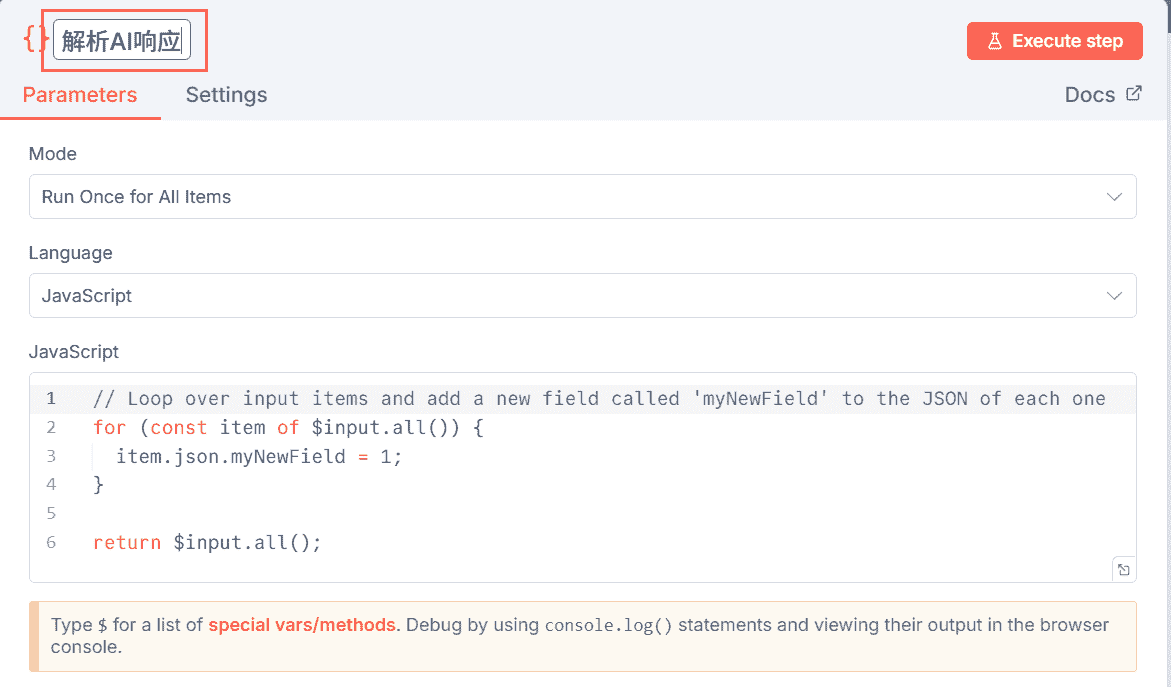 {} 解析AI响应
Execute step
Parameters Settings
Docs
Mode
Run Once for All Items
Language
JavaScript
JavaScript
1 // Loop over input items and add a new field called 'myNewField' to the JSON of each one
2 for (const item of $input.all()) {
3   item.json.myNewField = 1;
4 }
5
6 return $input.all();
Type $ for a list of special vars/methods. Debug by using console.log() statements and viewing their output in the browser
console.